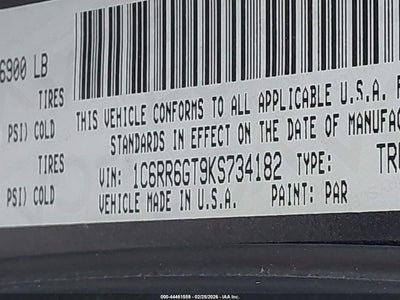 6900 LB
TIRES
PSI) COLD
TIRES
PSI) COLD
THIS VEHICLE CONFORMS TO ALL APPLICABLE U.S.A. F
STANDARDS IN EFFECT ON THE DATE OF MANUFAC
VIN: 1C6RR6GT9KS734182 TYPE: TRU
VEHICLE MADE IN U.S.A. PAINT: PAR
000-44461559 - 02/25/2026 - IAA Inc.